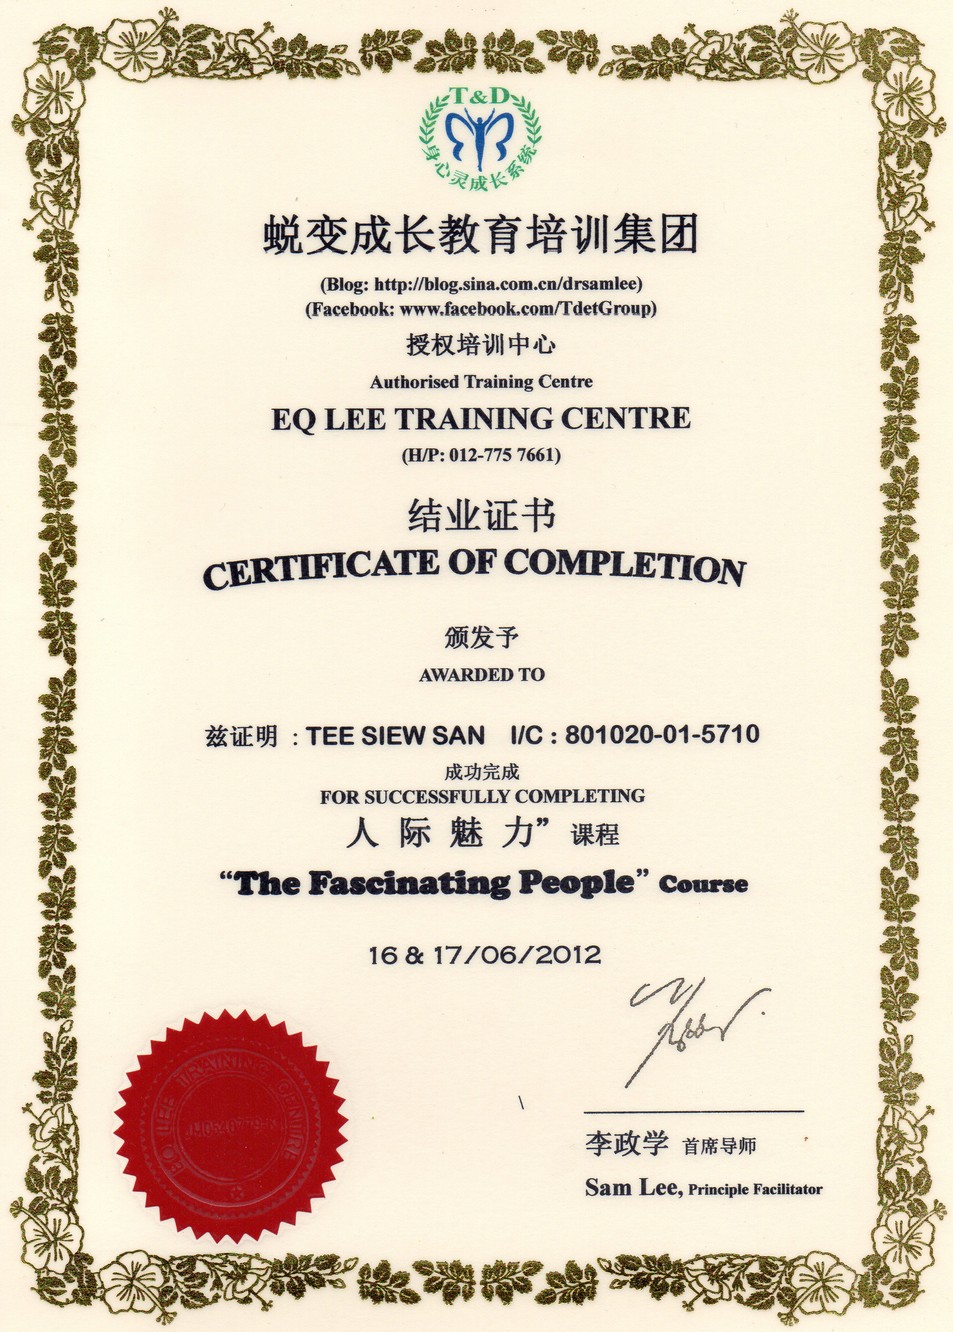 T&D
身心灵成长系统
蜕变成长教育培训集团
(Blog: http://blog.sina.com.cn/drsamlee)
(Facebook: www.facebook.com/TdetGroup)
授权培训中心
Authorised Training Centre
EQ LEE TRAINING CENTRE
(H/P: 012-775 7661)
结业证书
CERTIFICATE OF COMPLETION
颁发予
AWARDED TO
兹证明 : TEE SIEW SAN I/C : 801020-01-5710
成功完成
FOR SUCCESSFULLY COMPLETING
人 际 魅 力” 课程
“The Fascinating People” Course
16 & 17/06/2012
李政学 首席导师
Sam Lee, Principle Facilitator
EQ LEE TRAINING CENTRE